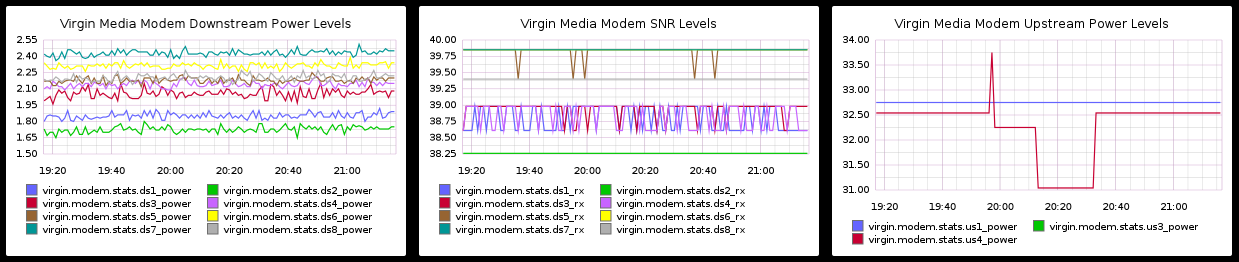 Virgin Media Modem Downstream Power Levels
2.55
2.40
2.25
2.10
1.95
1.80
1.65
1.50
19:20 19:40 20:00 20:20 20:40 21:00
virgin.modem.stats.ds1_power virgin.modem.stats.ds2_power
virgin.modem.stats.ds3_power virgin.modem.stats.ds4_power
virgin.modem.stats.ds5_power virgin.modem.stats.ds6_power
virgin.modem.stats.ds7_power virgin.modem.stats.ds8_power
Virgin Media Modem SNR Levels
40.00
39.75
39.50
39.25
39.00
38.75
38.50
38.25
19:20 19:40 20:00 20:20 20:40 21:00
virgin.modem.stats.ds1_rx virgin.modem.stats.ds2_rx
virgin.modem.stats.ds3_rx virgin.modem.stats.ds4_rx
virgin.modem.stats.ds5_rx virgin.modem.stats.ds6_rx
virgin.modem.stats.ds7_rx virgin.modem.stats.ds8_rx
Virgin Media Modem Upstream Power Levels
34.00
33.50
33.00
32.50
32.00
31.50
31.00
19:20 19:40 20:00 20:20 20:40 21:00
virgin.modem.stats.us1_power virgin.modem.stats.us3_power
virgin.modem.stats.us4_power